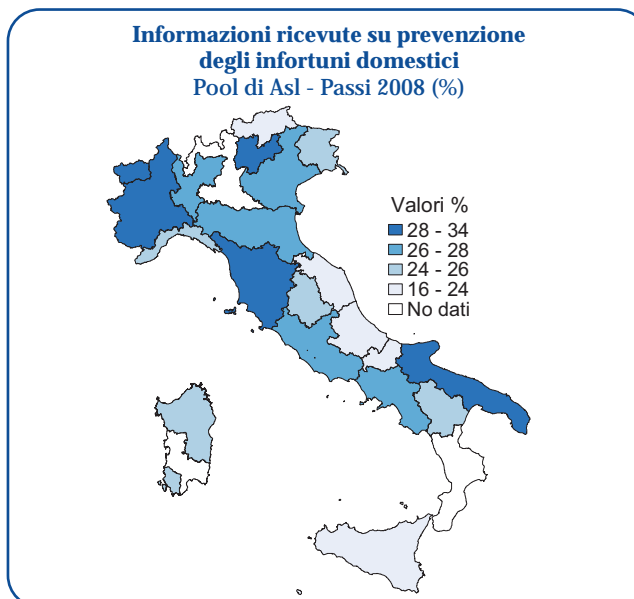 Informazioni ricevute su prevenzione
degli infortuni domestici
Pool di Asl - Passi 2008 (%)
Valori %
28 - 34
26 - 28
24 - 26
16 - 24
No dati